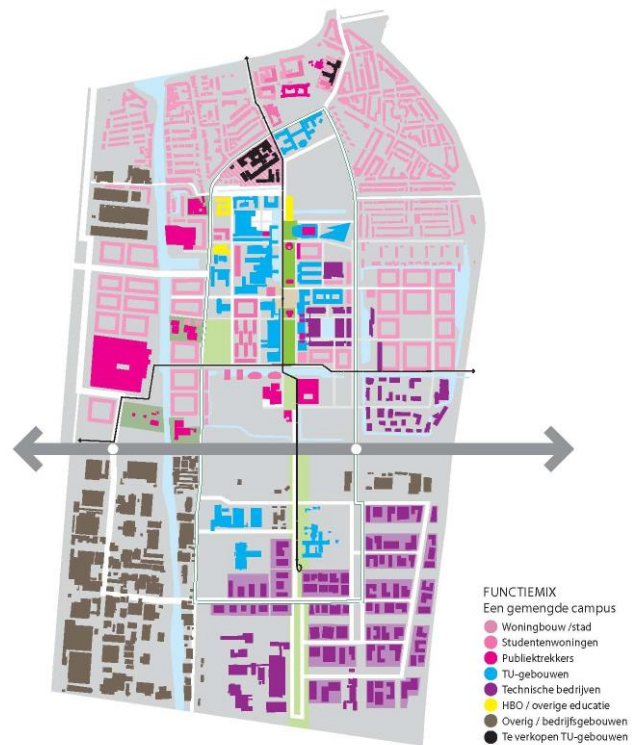 FUNCTIEMIX
Een gemengde campus
Woningbouw /stad
Studentenwoningen
Publiektrekkers
TU-gebouwen
Technische bedrijven
HBO / overige educatie
Overig / bedrijfsgebouwen
Te verkopen TU-gebouwen